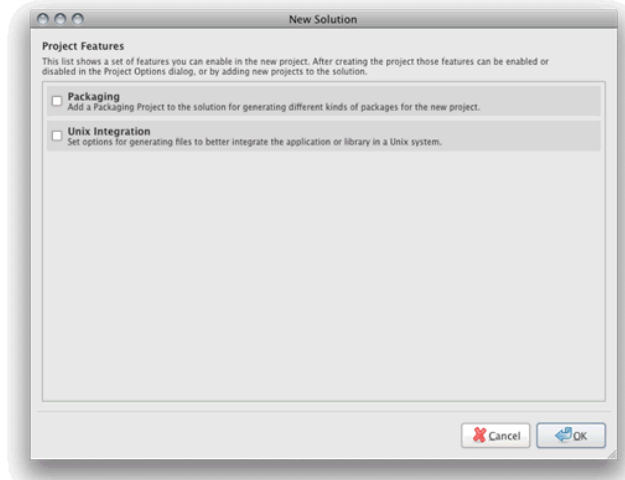 New Solution
Project Features
This list shows a set of features you can enable in the new project. After creating the project those features can be enabled or
disabled in the Project Options dialog, or by adding new projects to the solution.
Packaging
Add a Packaging Project to the solution for generating different kinds of packages for the new project.
Unix Integration
Set options for generating files to better integrate the application or library in a Unix system.
Cancel OK